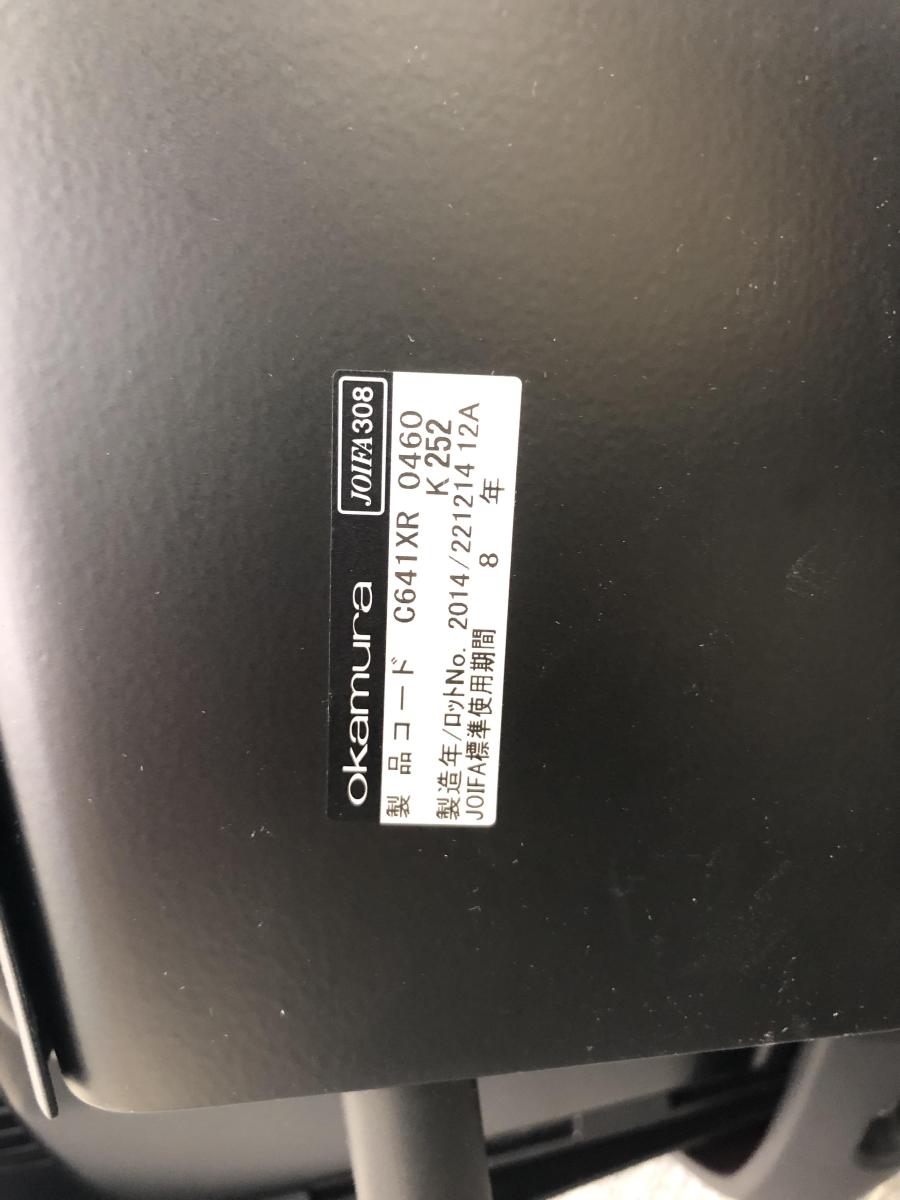 okamura JOIFA308
製品コード C641XR 0460
K 252
製造年/ロットNo. 2014/221214 12A
JOIFA標準使用期間 8 年